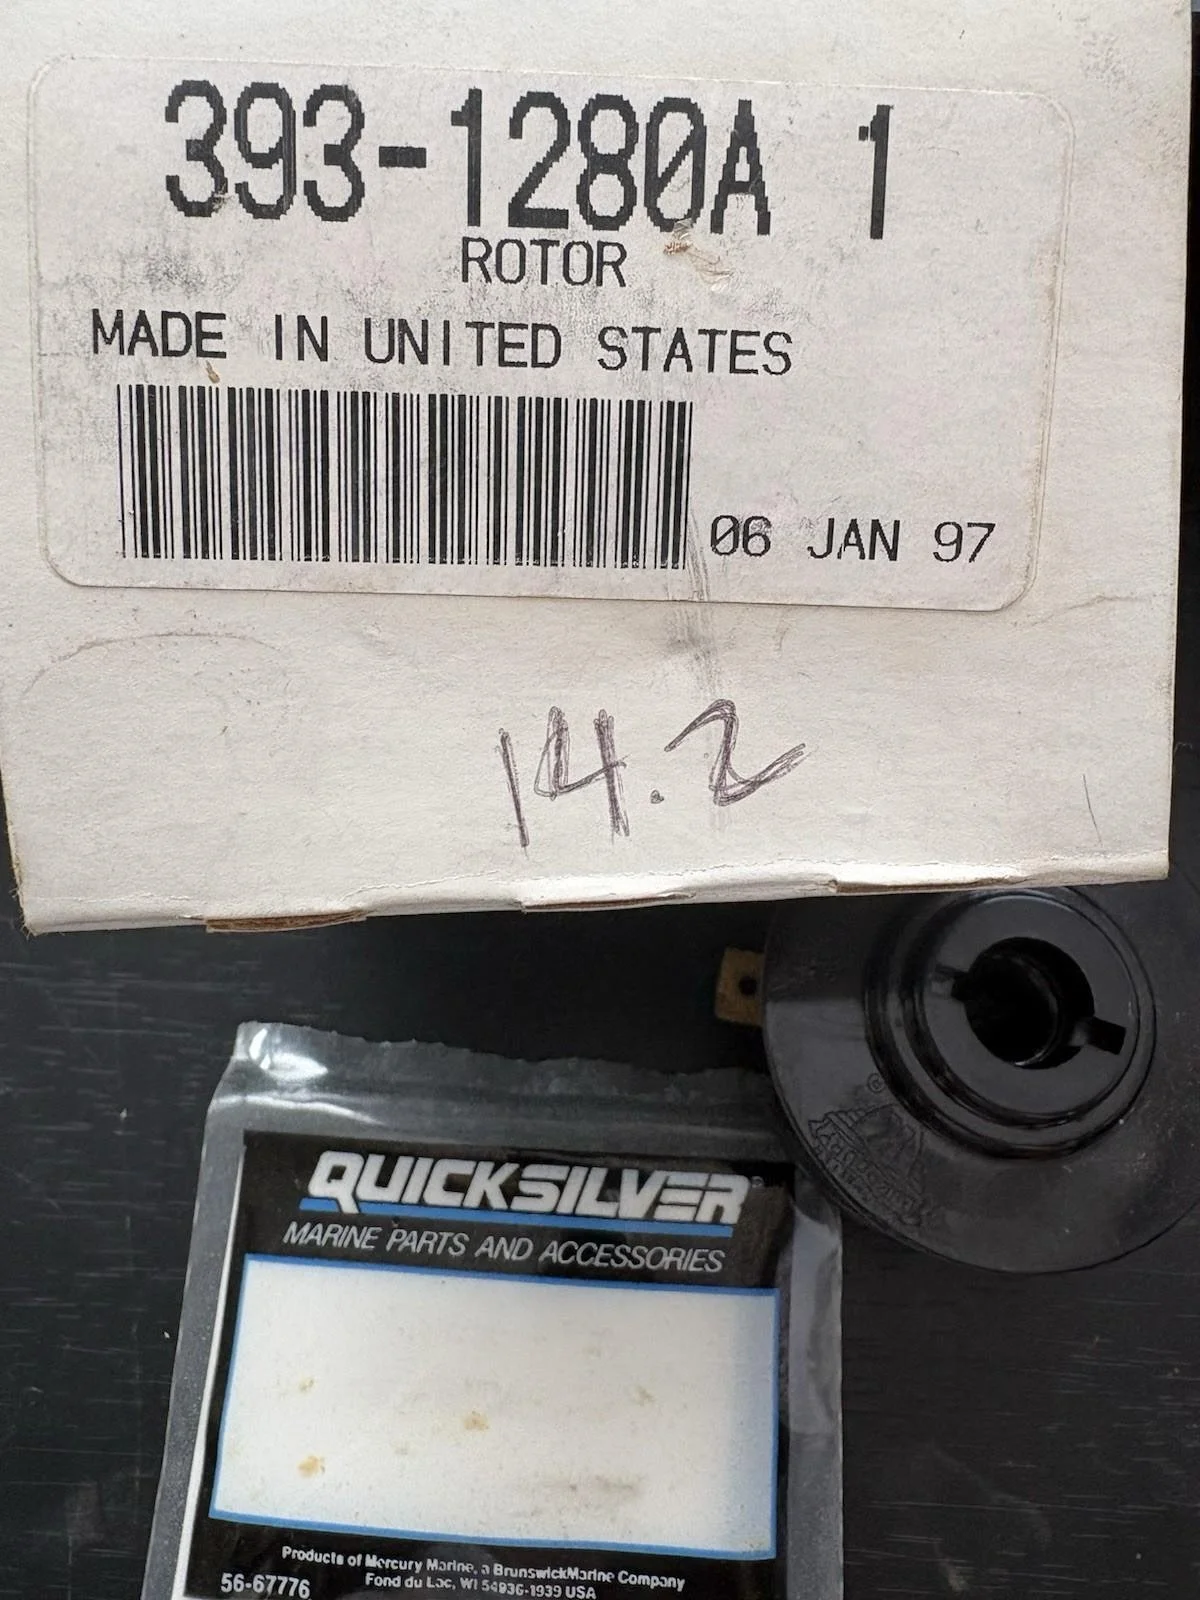 393-1280A 1
ROTOR
MADE IN UNITED STATES
06 JAN 97
14.2
QUICKSILVER
MARINE PARTS AND ACCESSORIES
Products of Mercury Marine, a Brunswick Marine Company
56-67776
Fond du Lac, WI 54936-1939 USA